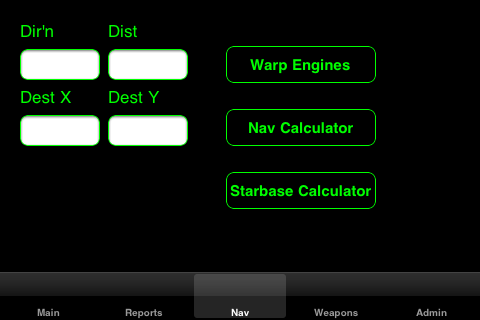 Dir'n Dist
Warp Engines
Dest X Dest Y
Nav Calculator
Starbase Calculator
Main Reports Nav Weapons Admin